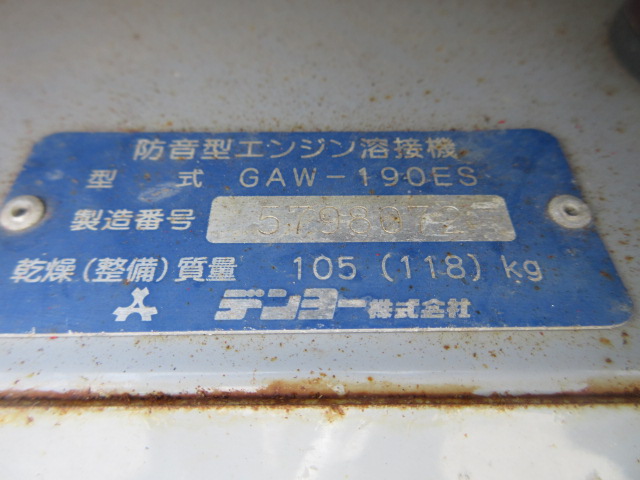 防音型エンジン溶接機
型 式 GAW-190ES
製造番号
乾燥(整備)質量 105 (118) kg
デンヨー株式会社